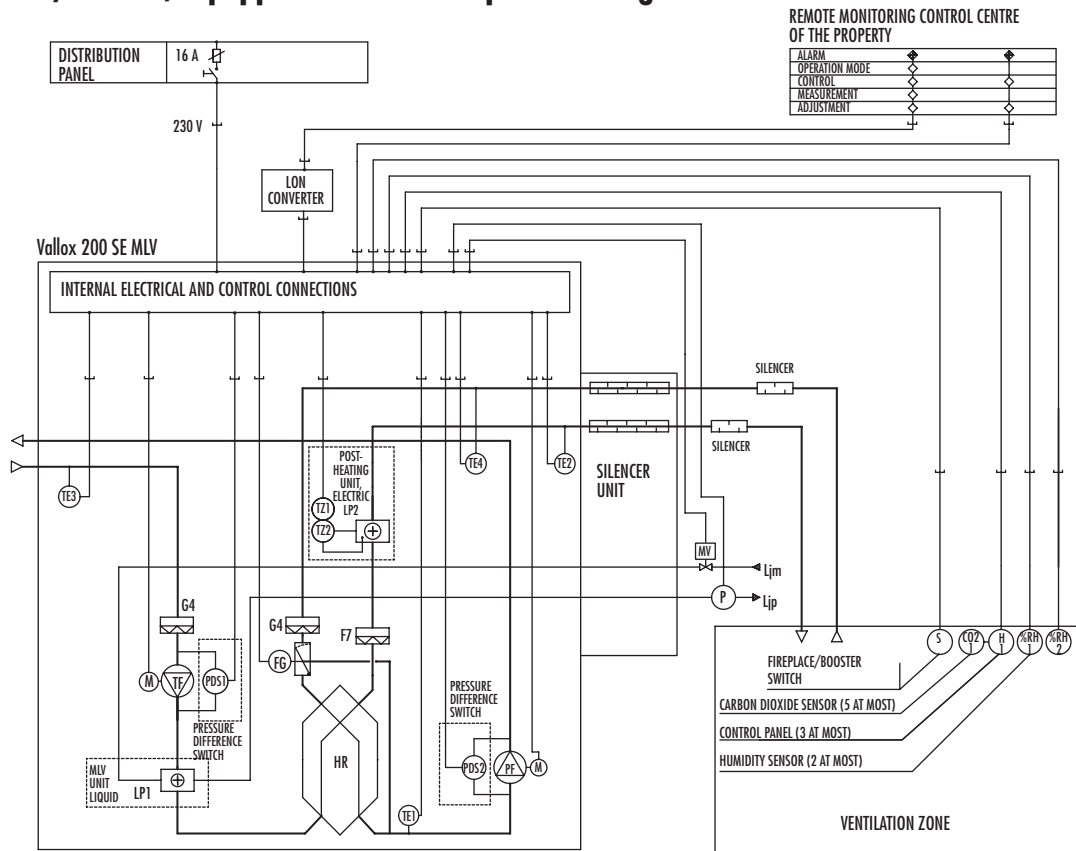 REMOTE MONITORING CONTROL CENTRE
OF THE PROPERTY
ALARM
OPERATION MODE
CONTROL
MEASUREMENT
ADJUSTMENT
DISTRIBUTION
PANEL
16 A
230 V
LON
CONVERTER
Vallox 200 SE MLV
INTERNAL ELECTRICAL AND CONTROL CONNECTIONS
SILENCER
SILENCER
SILENCER
UNIT
POST-
HEATING
UNIT,
ELECTRIC
LP2
TZ1
TZ2
TE3
TE4
TE2
MV
Ljm
P
Ljp
G4
G4
F7
FG
M
TF
PDS1
PRESSURE
DIFFERENCE
SWITCH
MLV
UNIT
LIQUID
LP1
HR
TE1
PRESSURE
DIFFERENCE
SWITCH
PDS2
PF
M
S
CO2
1
H
1
%RH
1
%RH
2
FIREPLACE/BOOSTER
SWITCH
CARBON DIOXIDE SENSOR (5 AT MOST)
CONTROL PANEL (3 AT MOST)
HUMIDITY SENSOR (2 AT MOST)
VENTILATION ZONE